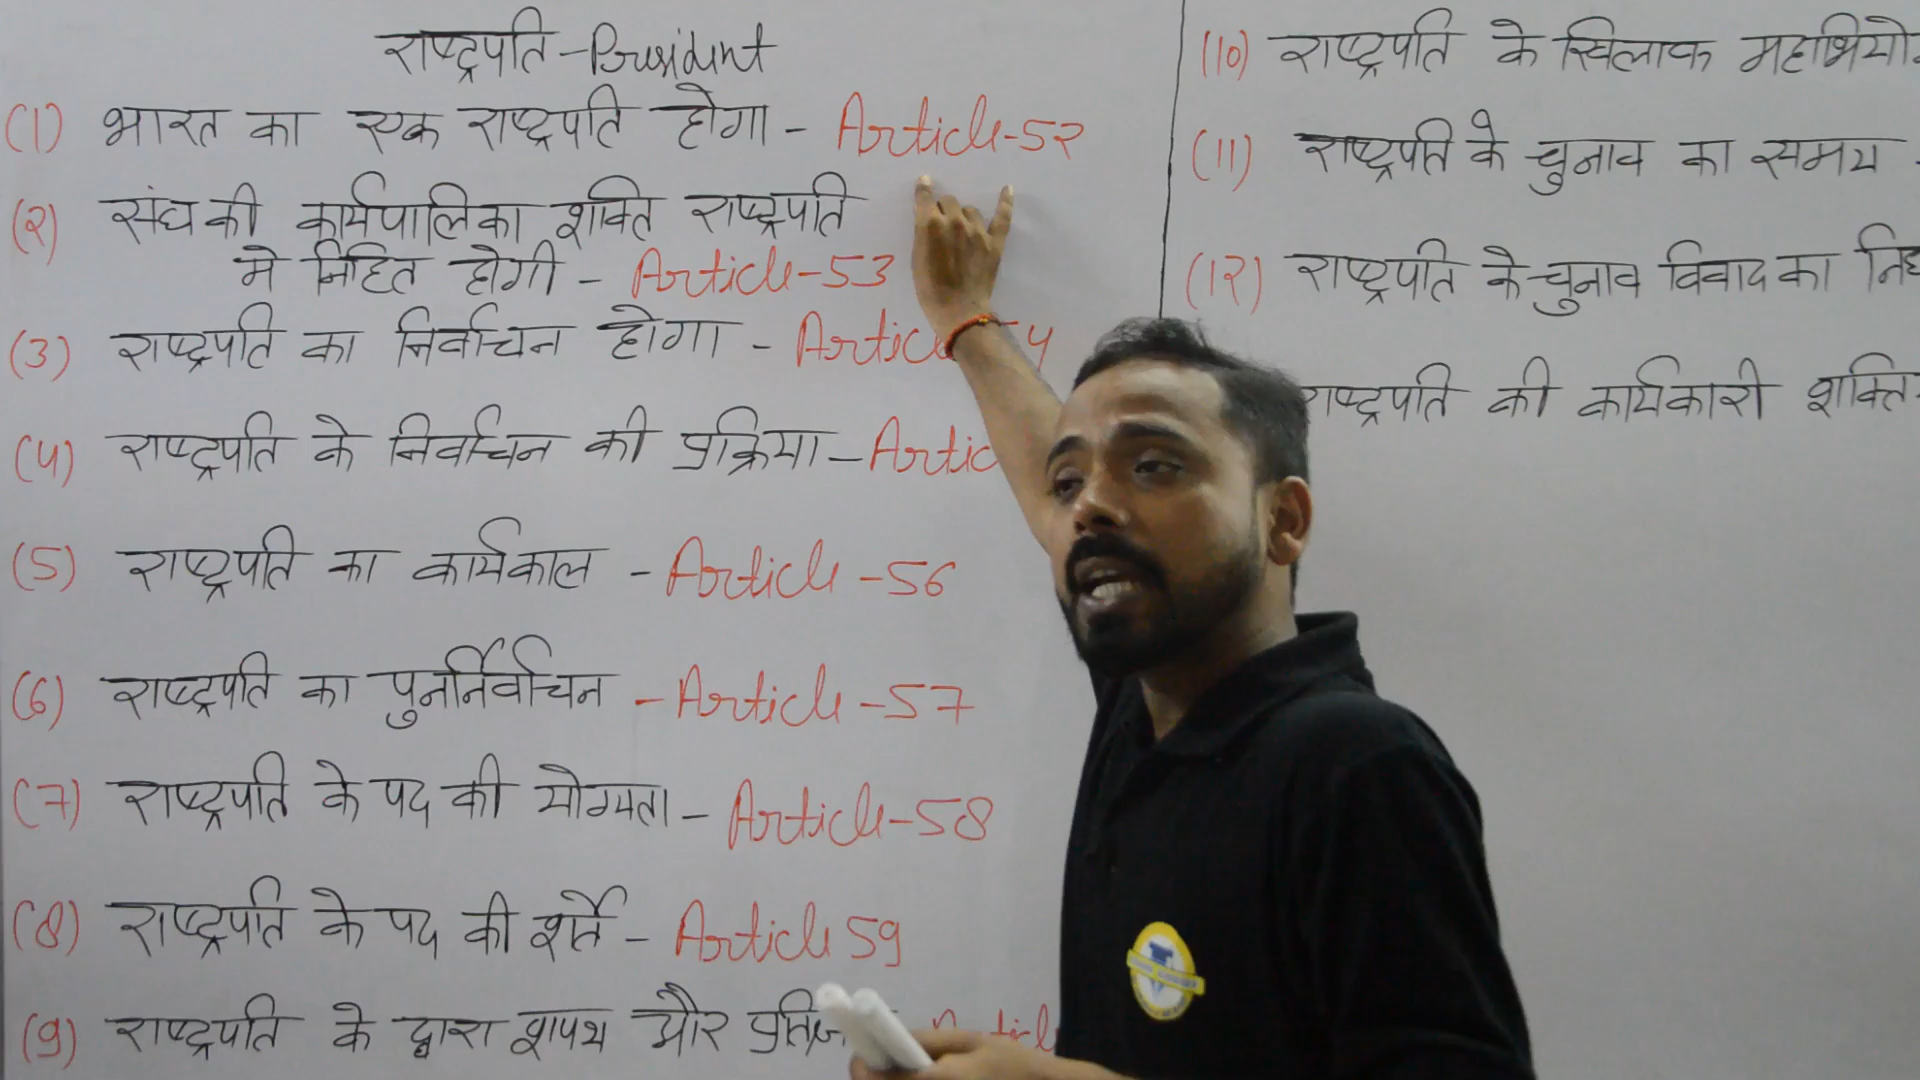 राष्ट्रपति - President
(1) भारत का एक राष्ट्रपति होगा - Article-52
(2) संघ की कार्यपालिका शक्ति राष्ट्रपति
मे निहित होगी - Article-53
(3) राष्ट्रपति का निर्वाचन होगा -
(4) राष्ट्रपति के निर्वाचन की प्रक्रिया -
(5) राष्ट्रपति का कार्यकाल - Article-56
(6) राष्ट्रपति का पुनर्निर्वाचन - Article-57
(7) राष्ट्रपति के पद की योग्यता - Article-58
(8) राष्ट्रपति के पद की शर्ते - Article 59
(9) राष्ट्रपति के द्वारा शपथ और
(10) राष्ट्रपति के खिलाफ
(11) राष्ट्रपति के चुनाव का समय -
(12) राष्ट्रपति के चुनाव विवाद का
राष्ट्रपति की कार्यकारी शक्ति